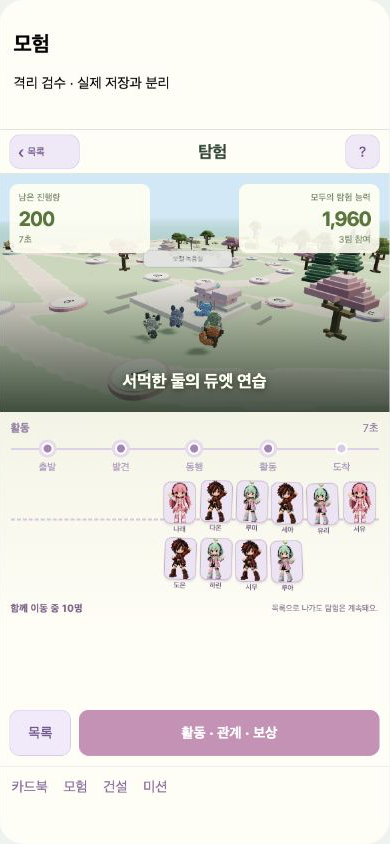 모험
격리 검수 · 실제 저장과 분리
‹ 목록
탐험
?
남은 진행량
200
7초
모두의 탐험 능력
1,960
3팀 참여
서먹한 둘의 듀엣 연습
활동
7초
출발
발견
동행
활동
도착
나래
다온
루미
세아
유리
서유
도은
하린
시우
루아
함께 이동 중 10명
목록으로 나가도 탐험은 계속돼요.
목록
활동 · 관계 · 보상
카드북
모험
건설
미션